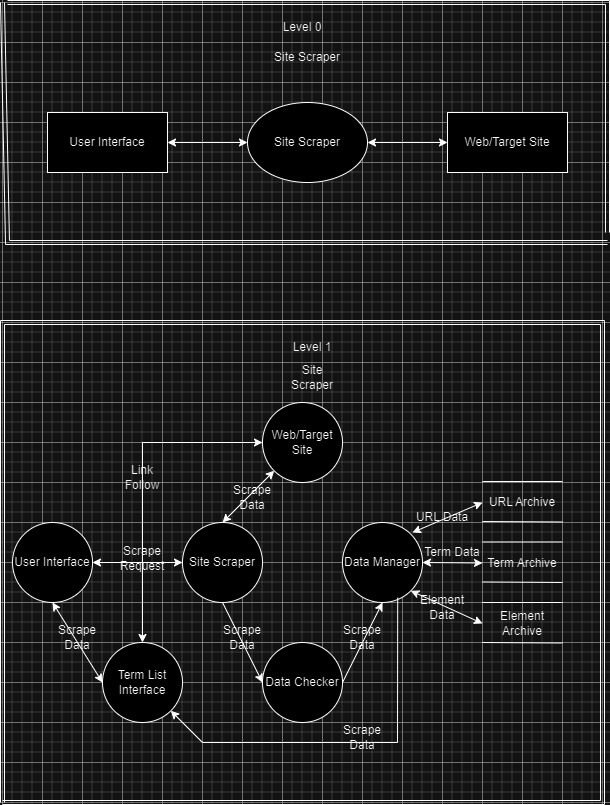 Level 0
Site Scraper
User Interface
Site Scraper
Web/Target Site
Level 1
Site
Scraper
Web/Target
Site
Link
Follow
Scrape
Data
URL Archive
URL Data
User Interface
Scrape
Request
Site Scraper
Data Manager
Term Data
Term Archive
Element
Data
Element
Archive
Scrape
Data
Scrape
Data
Scrape
Data
Term List
Interface
Data Checker
Scrape
Data